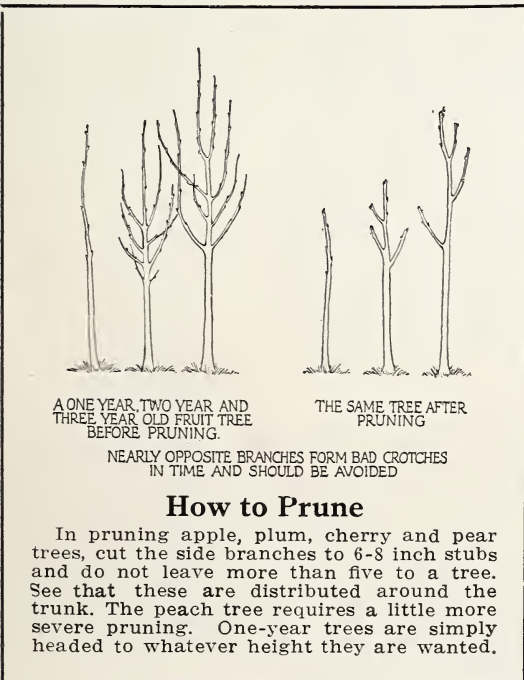 A ONE YEAR, TWO YEAR AND
THREE YEAR OLD FRUIT TREE
BEFORE PRUNING.
THE SAME TREE AFTER
PRUNING
NEARLY OPPOSITE BRANCHES FORM BAD CROTCHES
IN TIME AND SHOULD BE AVOIDED
How to Prune
In pruning apple, plum, cherry and pear
trees, cut the side branches to 6-8 inch stubs
and do not leave more than five to a tree.
See that these are distributed around the
trunk. The peach tree requires a little more
severe pruning. One-year trees are simply
headed to whatever height they are wanted.